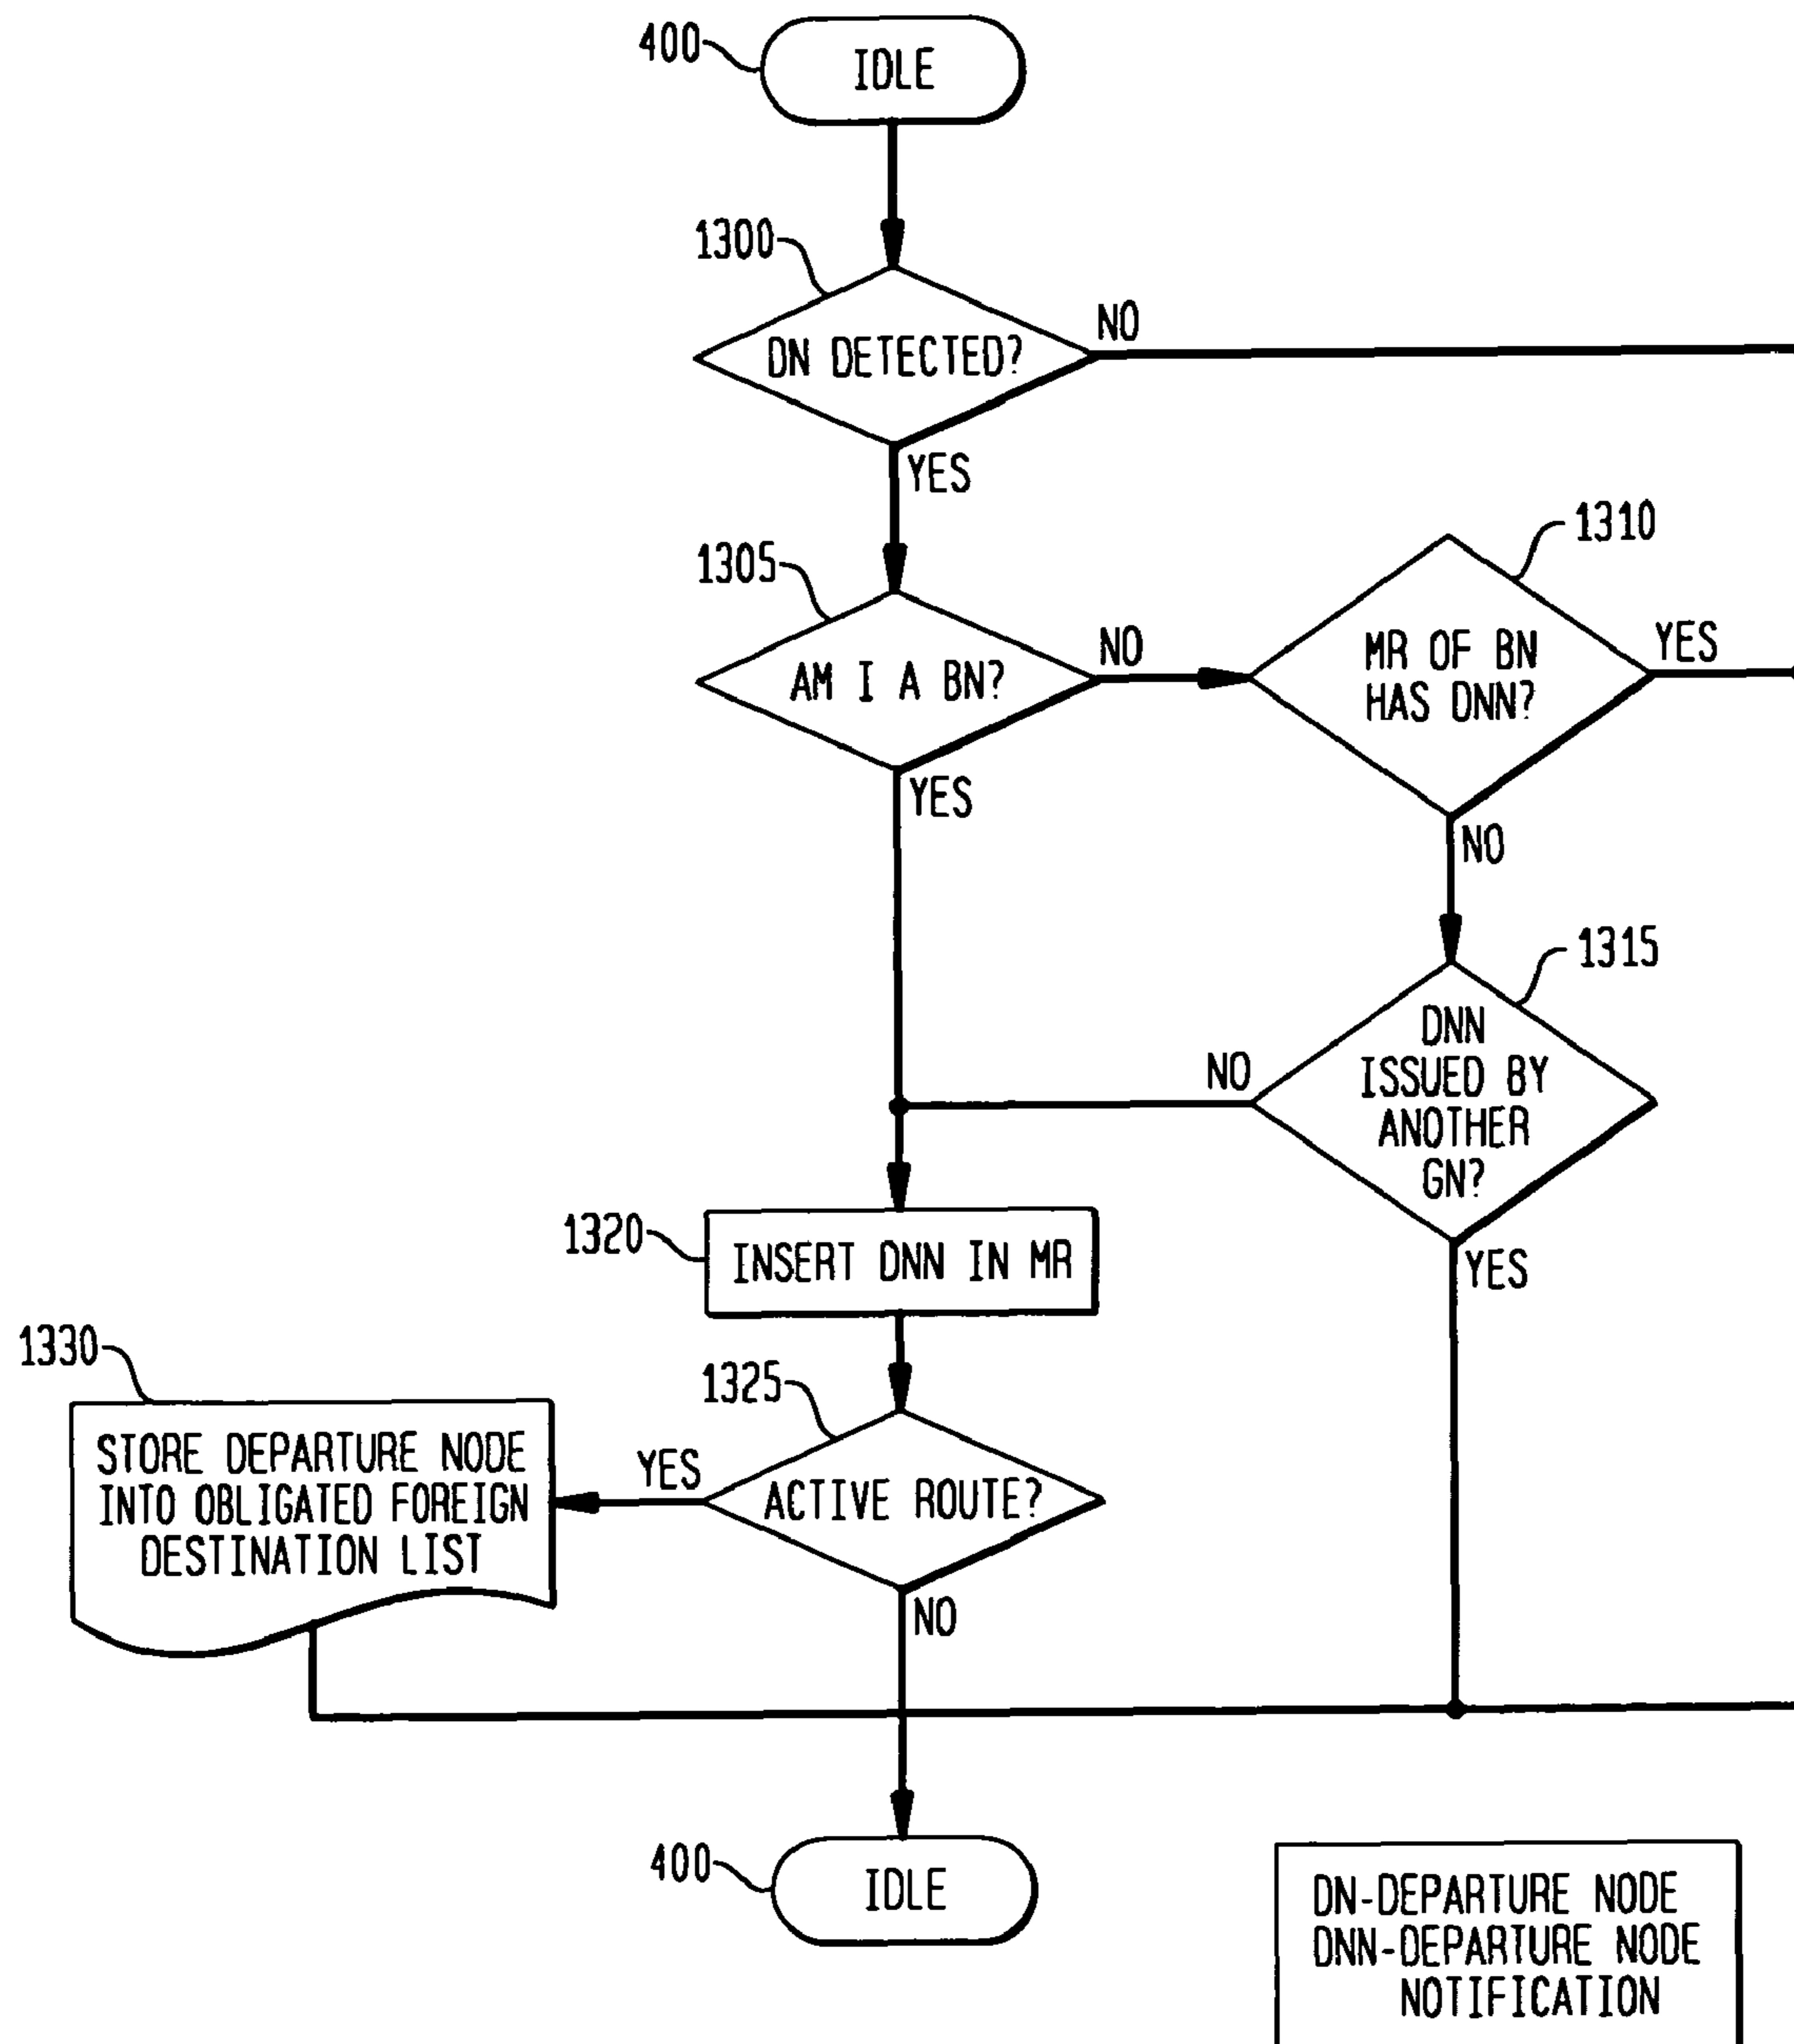 400
IDLE
1300
NO
DN DETECTED?
YES
1310
1305
NO
YES
AM I A BN?
MR OF BN
HAS DNN?
YES
NO
1315
DNN
ISSUED BY
ANOTHER
GN?
NO
1320
INSERT DNN IN MR
YES
1330
1325
STORE DEPARTURE NODE
INTO OBLIGATED FOREIGN
DESTINATION LIST
YES
ACTIVE ROUTE?
NO
400
IDLE
DN-DEPARTURE NODE
DNN-DEPARTURE NODE
NOTIFICATION